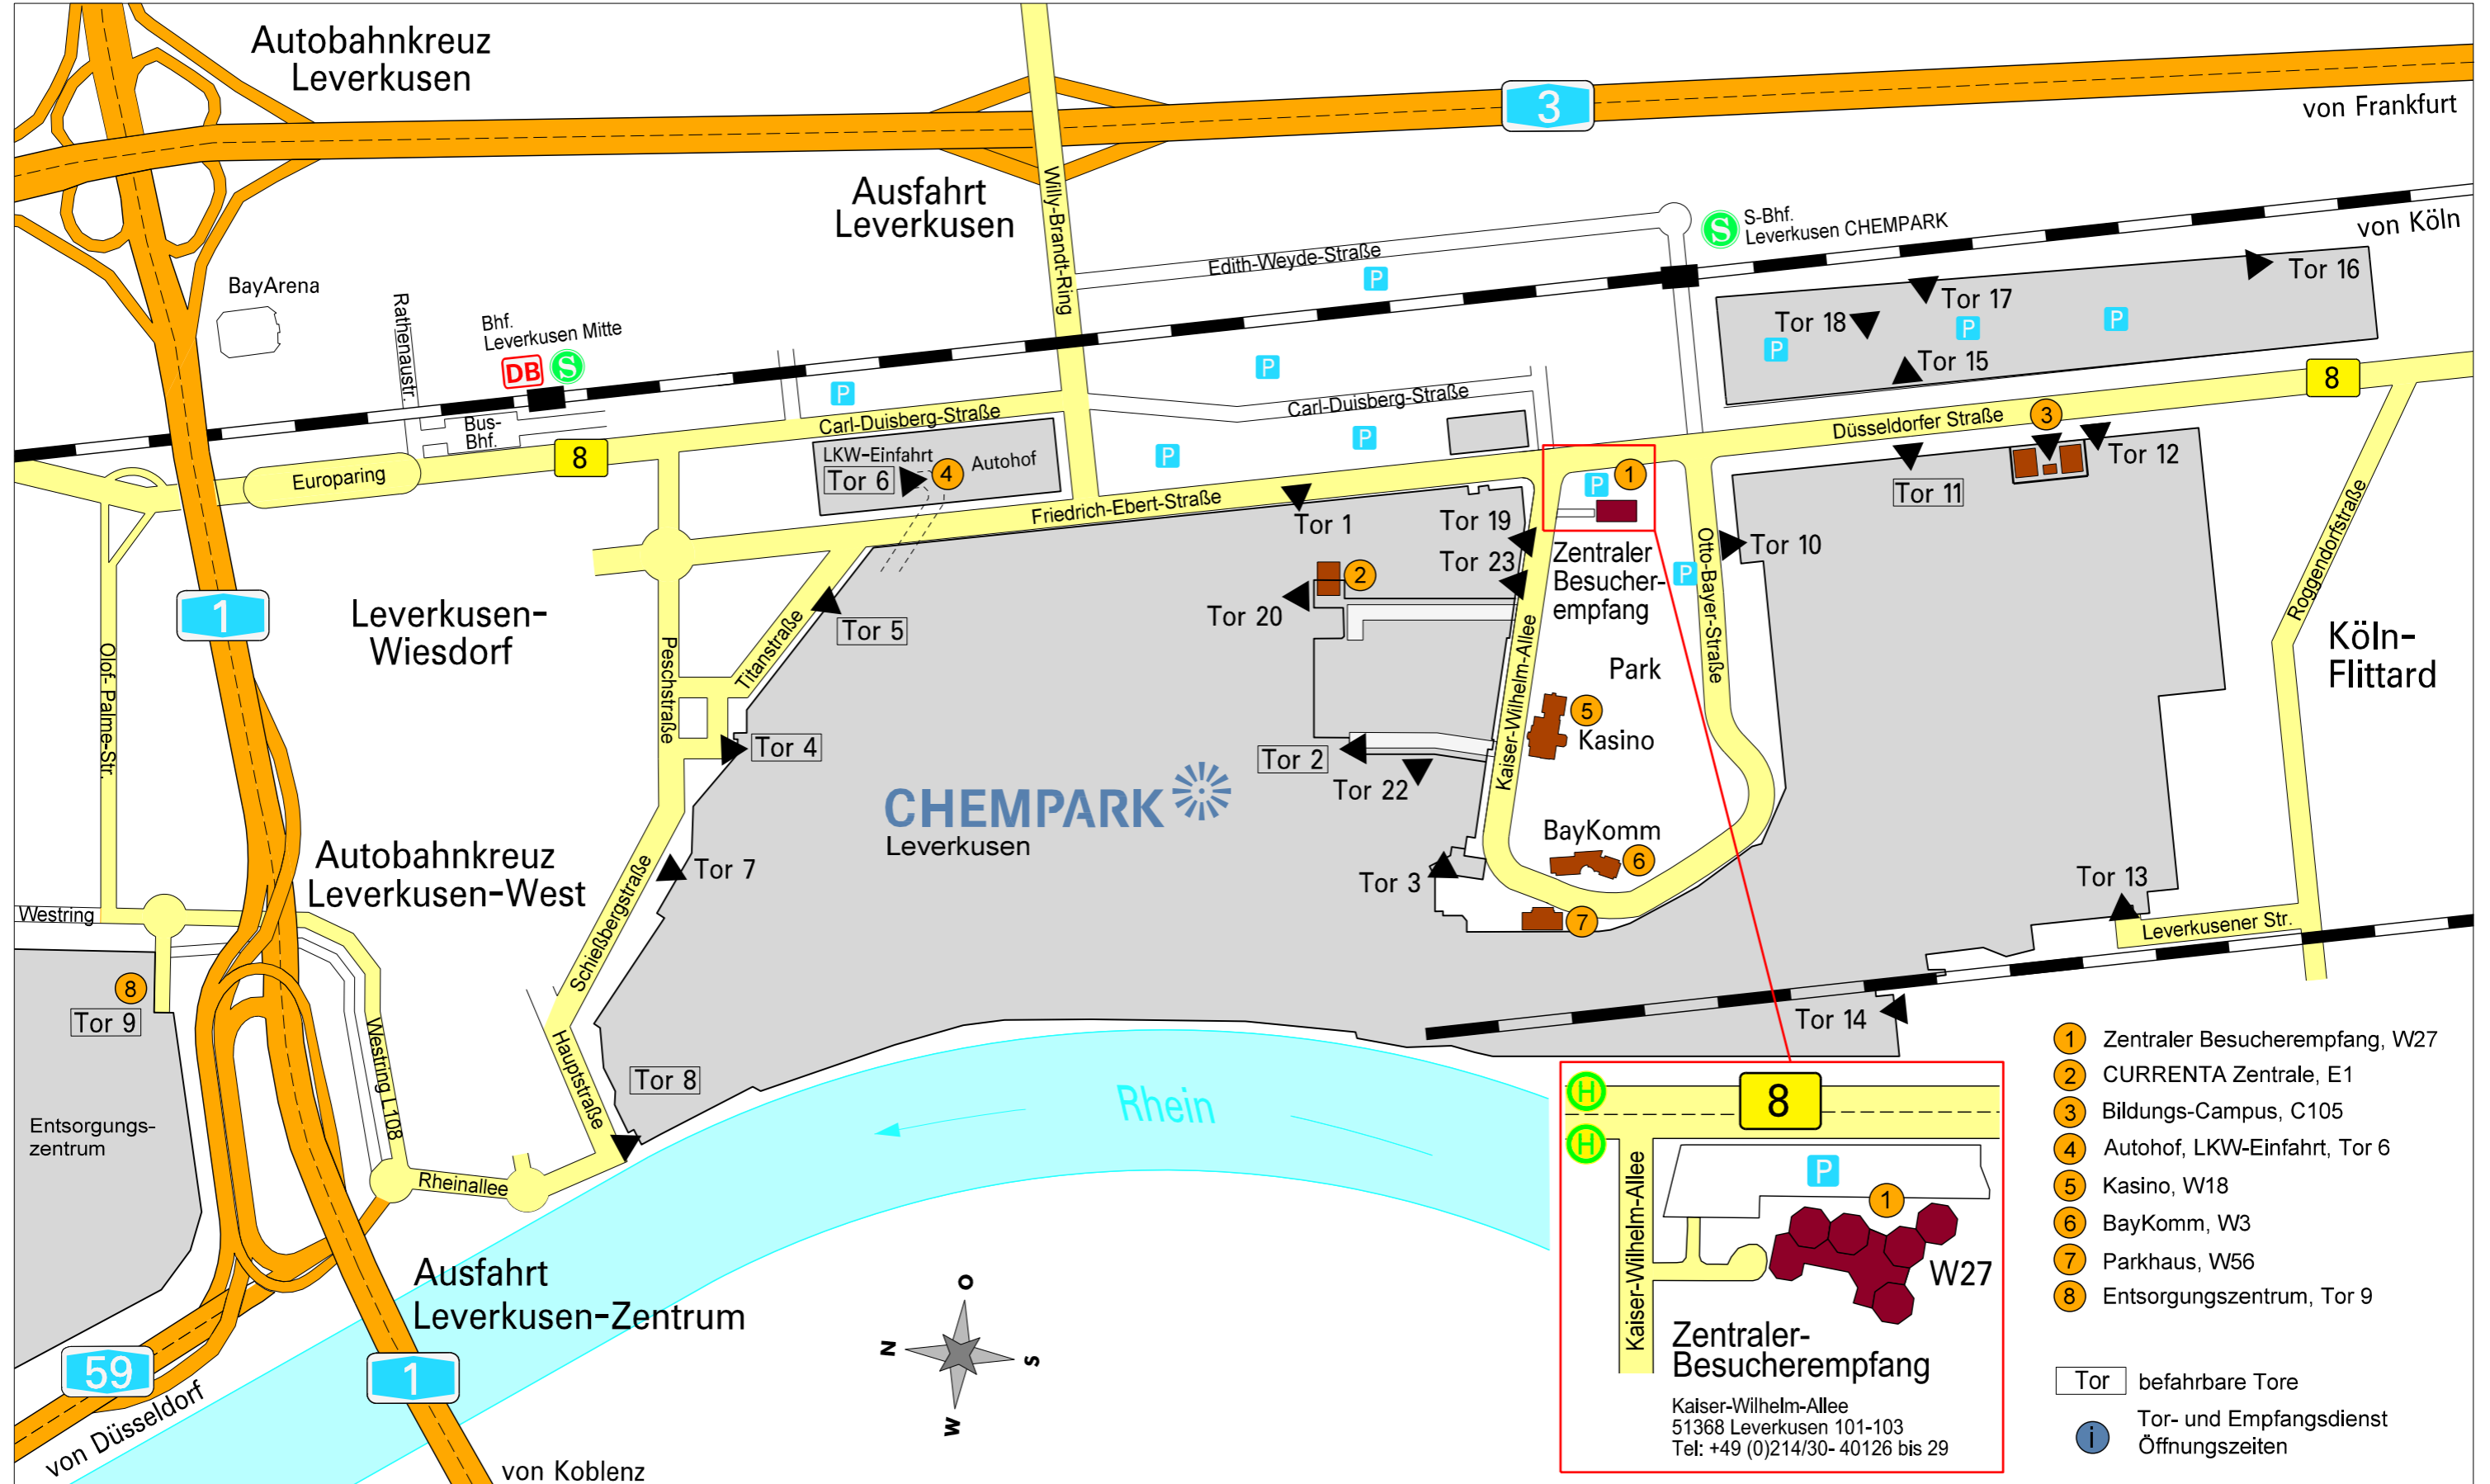 Autobahnkreuz
Leverkusen
3
von Frankfurt
Ausfahrt
Leverkusen
Willy-Brandt-Ring
S
S-Bhf.
Leverkusen CHEMPARK
von Köln
Edith-Weyde-Straße
P
BayArena
Rathenaustr.
Bhf.
Leverkusen Mitte
DB
S
Tor 16
Tor 17
Tor 18
P
P
P
Tor 15
P
P
Carl-Duisberg-Straße
Carl-Duisberg-Straße
8
Bus-
Bhf.
8
Europaring
LKW-Einfahrt
Tor 6
4
Autohof
P
P
Düsseldorfer Straße
3
Tor 12
Tor 11
Friedrich-Ebert-Straße
Tor 1
P
1
Tor 19
Tor 23
Zentraler
Besucher-
empfang
Tor 10
P
Otto-Bayer-Straße
Roggendorfstraße
Köln-
Flittard
1
Leverkusen-
Wiesdorf
Olof- Palme-Str.
Peschstraße
Titanstraße
Tor 5
Tor 4
2
Tor 20
Kaiser-Wilhelm-Allee
Park
5
Kasino
Tor 2
Tor 22
CHEMPARK
Leverkusen
BayKomm
6
Tor 3
7
Tor 7
Autobahnkreuz
Leverkusen-West
Schießbergstraße
Westring
8
Tor 9
Westring L108
Hauptstraße
Tor 8
Tor 13
Leverkusener Str.
Tor 14
Entsorgungs-
zentrum
Rheinallee
Rhein
Ausfahrt
Leverkusen-Zentrum
59
1
von Düsseldorf
von Koblenz
O
N
S
W
H
H
8
P
1
Kaiser-Wilhelm-Allee
W27
Zentraler-
Besucherempfang
Kaiser-Wilhelm-Allee
51368 Leverkusen 101-103
Tel: +49 (0)214/30- 40126 bis 29
1 Zentraler Besucherempfang, W27
2 CURRENTA Zentrale, E1
3 Bildungs-Campus, C105
4 Autohof, LKW-Einfahrt, Tor 6
5 Kasino, W18
6 BayKomm, W3
7 Parkhaus, W56
8 Entsorgungszentrum, Tor 9
Tor befahrbare Tore
i Tor- und Empfangsdienst
Öffnungszeiten